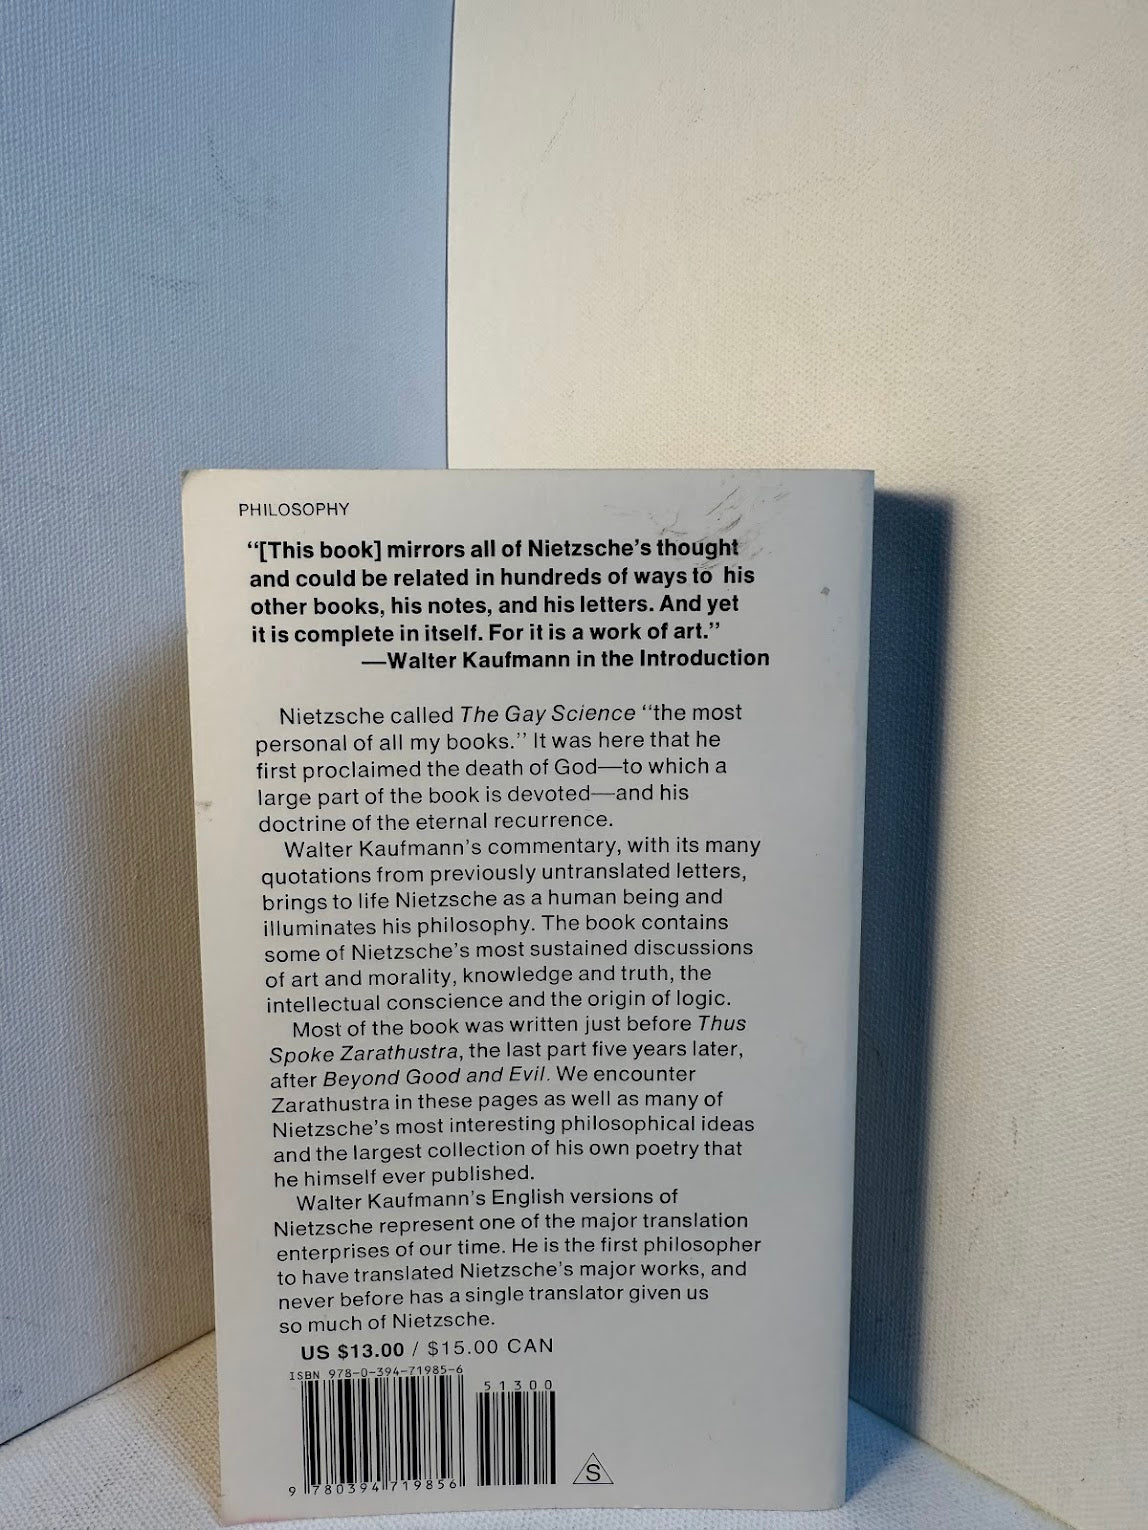 PHILOSOPHY
“[This book] mirrors all of Nietzsche’s thought
and could be related in hundreds of ways to his
other books, his notes, and his letters. And yet
it is complete in itself. For it is a work of art.”
—Walter Kaufmann in the Introduction
Nietzsche called The Gay Science “the most
personal of all my books.” It was here that he
first proclaimed the death of God—to which a
large part of the book is devoted—and his
doctrine of the eternal recurrence.
Walter Kaufmann’s commentary, with its many
quotations from previously untranslated letters,
brings to life Nietzsche as a human being and
illuminates his philosophy. The book contains
some of Nietzsche’s most sustained discussions
of art and morality, knowledge and truth, the
intellectual conscience and the origin of logic.
Most of the book was written just before Thus
Spoke Zarathustra, the last part five years later,
after Beyond Good and Evil. We encounter
Zarathustra in these pages as well as many of
Nietzsche’s most interesting philosophical ideas
and the largest collection of his own poetry that
he himself ever published.
Walter Kaufmann’s English versions of
Nietzsche represent one of the major translation
enterprises of our time. He is the first philosopher
to have translated Nietzsche’s major works, and
never before has a single translator given us
so much of Nietzsche.
US $13.00 / $15.00 CAN
ISBN 978-0-394-71985-6
51300
9 780394 719856
S